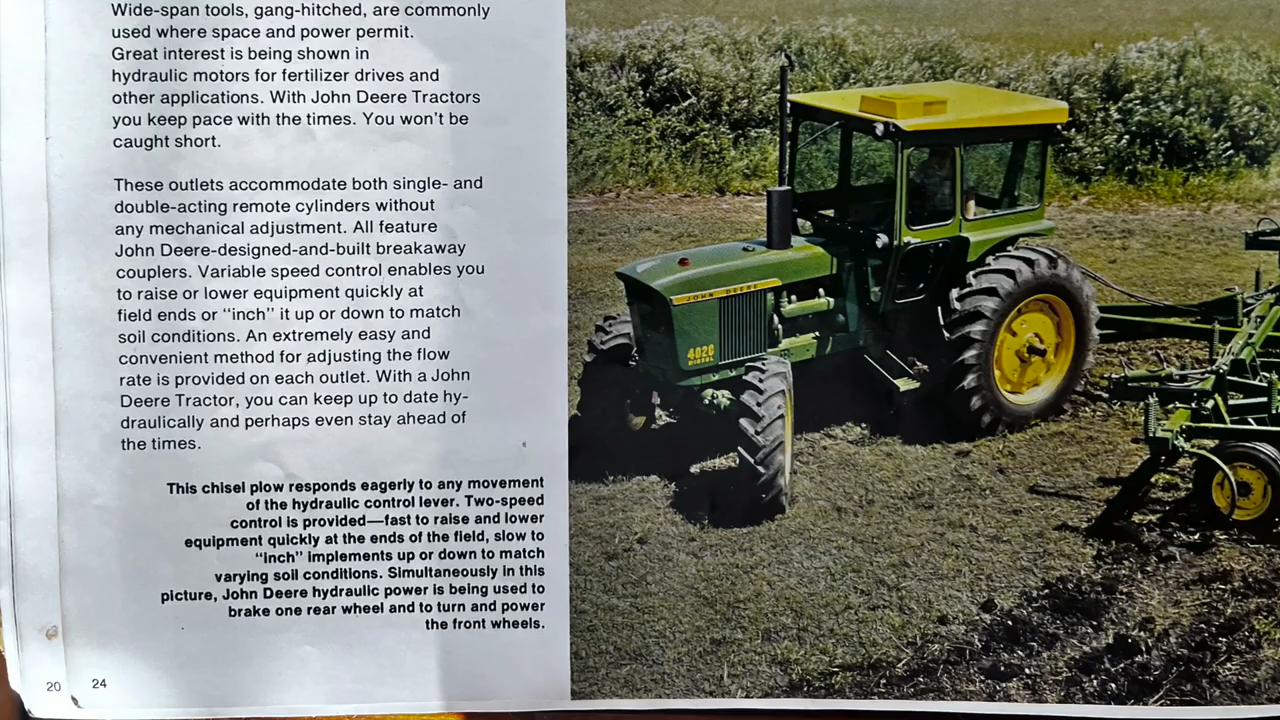 Wide-span tools, gang-hitched, are commonly
used where space and power permit.
Great interest is being shown in
hydraulic motors for fertilizer drives and
other applications. With John Deere Tractors
you keep pace with the times. You won't be
caught short.
These outlets accommodate both single- and
double-acting remote cylinders without
any mechanical adjustment. All feature
John Deere-designed-and-built breakaway
couplers. Variable speed control enables you
to raise or lower equipment quickly at
field ends or “inch” it up or down to match
soil conditions. An extremely easy and
convenient method for adjusting the flow
rate is provided on each outlet. With a John
Deere Tractor, you can keep up to date hy-
draulically and perhaps even stay ahead of
the times.
This chisel plow responds eagerly to any movement
of the hydraulic control lever. Two-speed
control is provided—fast to raise and lower
equipment quickly at the ends of the field, slow to
“inch” implements up or down to match
varying soil conditions. Simultaneously in this
picture, John Deere hydraulic power is being used to
brake one rear wheel and to turn and power
the front wheels.
20
24
JOHN DEERE
4020
DIESEL